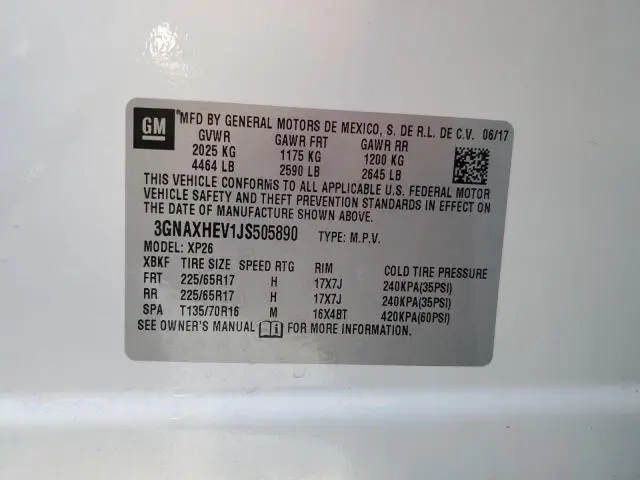 GM *MFD BY GENERAL MOTORS DE MEXICO, S. DE R.L. DE C.V. 06/17
GVWR GAWR FRT GAWR RR
2025 KG 1175 KG 1200 KG
4464 LB 2590 LB 2645 LB
THIS VEHICLE CONFORMS TO ALL APPLICABLE U.S. FEDERAL MOTOR
VEHICLE SAFETY AND THEFT PREVENTION STANDARDS IN EFFECT ON
THE DATE OF MANUFACTURE SHOWN ABOVE.
3GNAXHEV1JS505890 TYPE: M.P.V.
MODEL: XP26
XBKF TIRE SIZE SPEED RTG RIM COLD TIRE PRESSURE
FRT 225/65R17 H 17X7J 240KPA(35PSI)
RR 225/65R17 H 17X7J 240KPA(35PSI)
SPA T135/70R16 M 16X4BT 420KPA(60PSI)
SEE OWNER'S MANUAL FOR MORE INFORMATION.